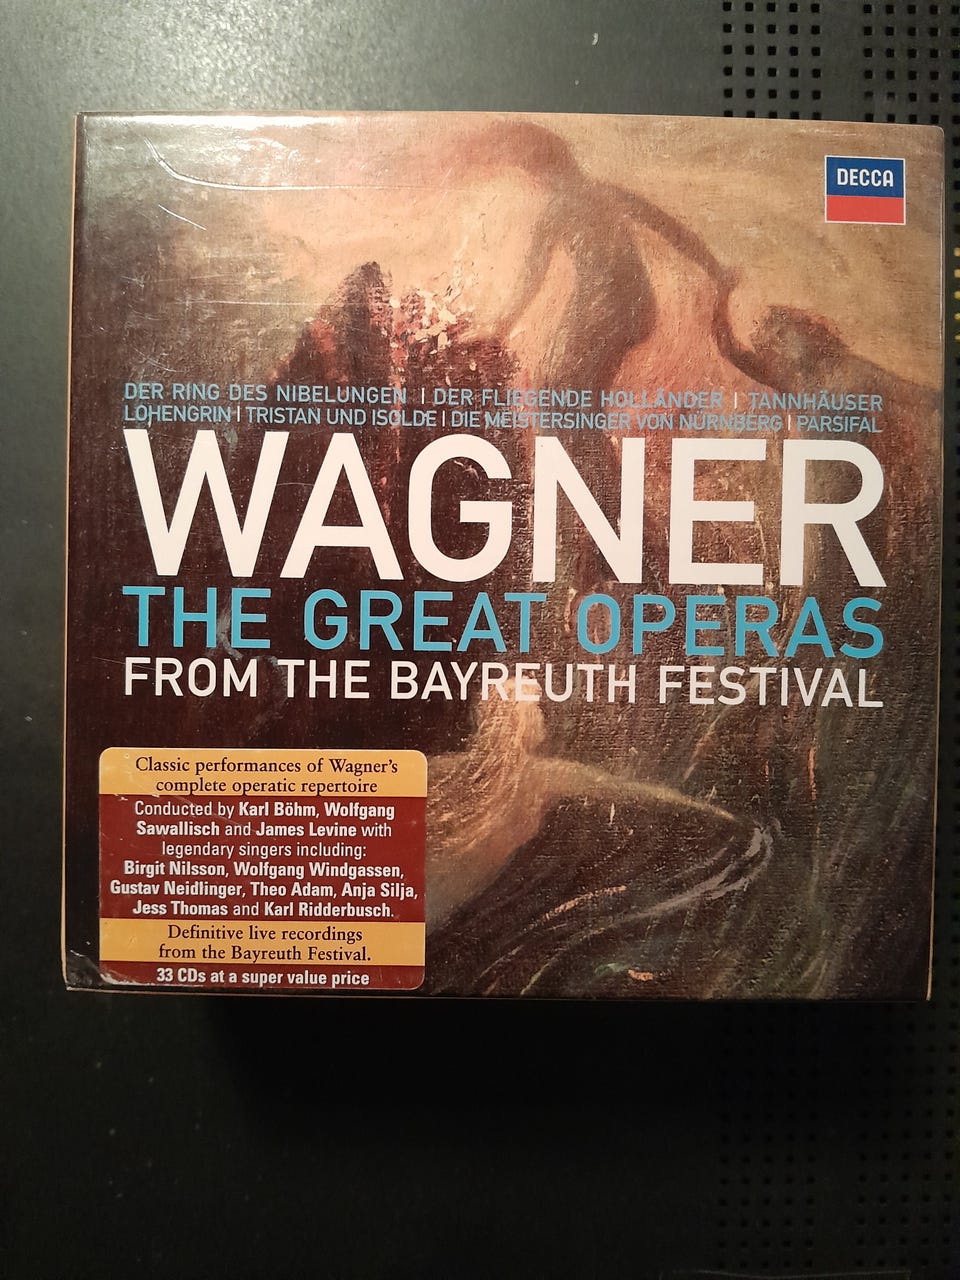 DECCA
DER RING DES NIBELUNGEN | DER FLIEGENDE HOLLÄNDER | TANNHÄUSER
LOHENGRIN | TRISTAN UND ISOLDE | DIE MEISTERSINGER VON NÜRNBERG | PARSIFAL
WAGNER
THE GREAT OPERAS
FROM THE BAYREUTH FESTIVAL
Classic performances of Wagner's
complete operatic repertoire
Conducted by Karl Böhm, Wolfgang
Sawallisch and James Levine with
legendary singers including:
Birgit Nilsson, Wolfgang Windgassen,
Gustav Neidlinger, Theo Adam, Anja Silja,
Jess Thomas and Karl Ridderbusch.
Definitive live recordings
from the Bayreuth Festival.
33 CDs at a super value price